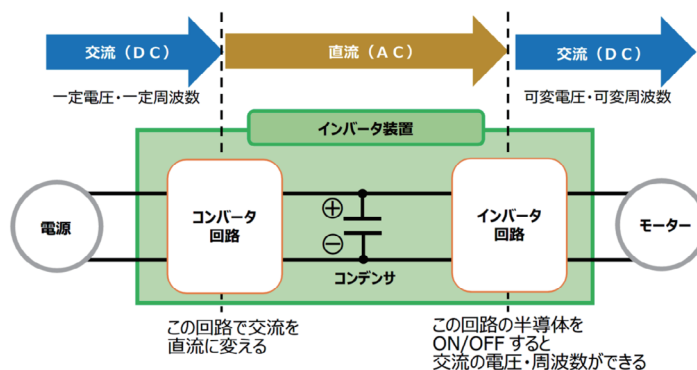 交流（DC）
直流（AC）
交流（DC）
一定電圧・一定周波数
可変電圧・可変周波数
インバータ装置
電源
コンバータ
回路
⊕
⊖
コンデンサ
インバータ
回路
モーター
この回路で交流を
直流に変える
この回路の半導体を
ON/OFFすると
交流の電圧・周波数ができる